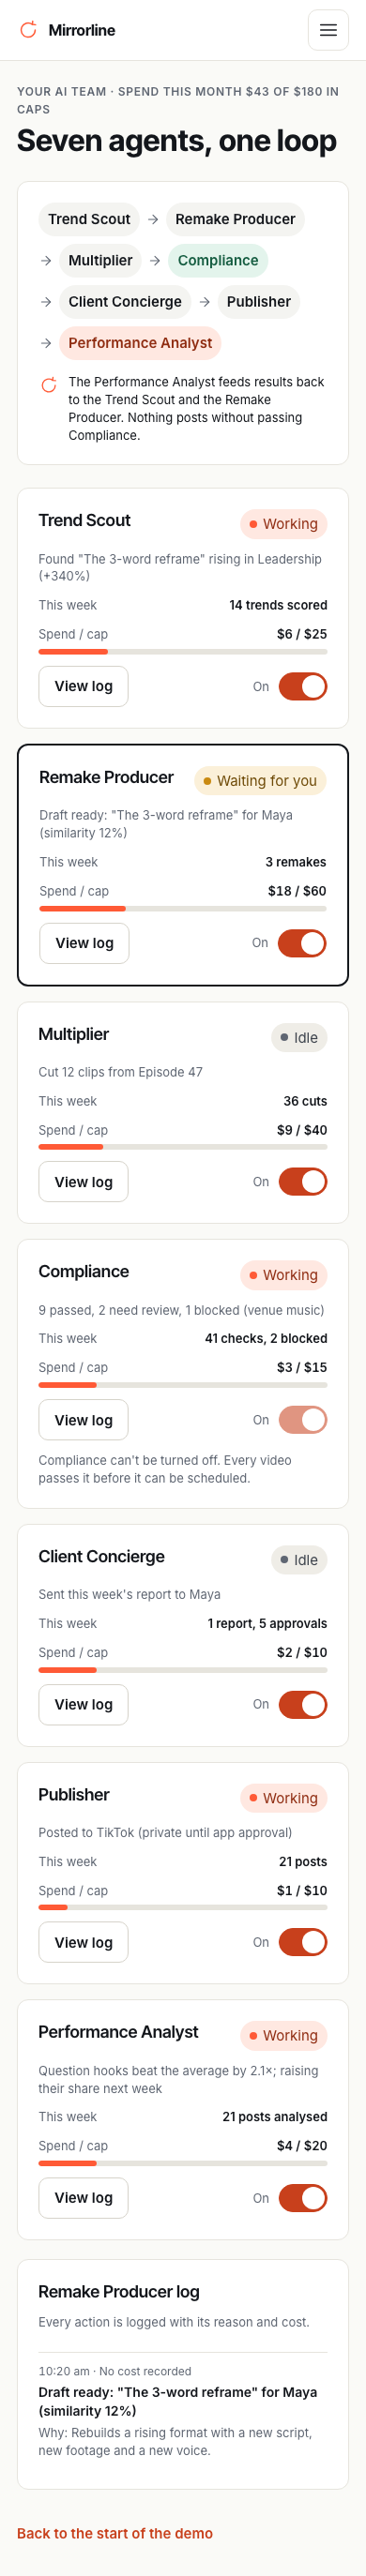 Mirrorline
YOUR AI TEAM · SPEND THIS MONTH $43 OF $180 IN
CAPS
Seven agents, one loop
Trend Scout → Remake Producer
→ Multiplier → Compliance
→ Client Concierge → Publisher
→ Performance Analyst
The Performance Analyst feeds results back
to the Trend Scout and the Remake
Producer. Nothing posts without passing
Compliance.
Trend Scout Working
Found "The 3-word reframe" rising in Leadership
(+340%)
This week 14 trends scored
Spend / cap $6 / $25
View log On
Remake Producer Waiting for you
Draft ready: "The 3-word reframe" for Maya
(similarity 12%)
This week 3 remakes
Spend / cap $18 / $60
View log On
Multiplier Idle
Cut 12 clips from Episode 47
This week 36 cuts
Spend / cap $9 / $40
View log On
Compliance Working
9 passed, 2 need review, 1 blocked (venue music)
This week 41 checks, 2 blocked
Spend / cap $3 / $15
View log On
Compliance can't be turned off. Every video
passes it before it can be scheduled.
Client Concierge Idle
Sent this week's report to Maya
This week 1 report, 5 approvals
Spend / cap $2 / $10
View log On
Publisher Working
Posted to TikTok (private until app approval)
This week 21 posts
Spend / cap $1 / $10
View log On
Performance Analyst Working
Question hooks beat the average by 2.1×; raising
their share next week
This week 21 posts analysed
Spend / cap $4 / $20
View log On
Remake Producer log
Every action is logged with its reason and cost.
10:20 am · No cost recorded
Draft ready: "The 3-word reframe" for Maya
(similarity 12%)
Why: Rebuilds a rising format with a new script,
new footage and a new voice.
Back to the start of the demo